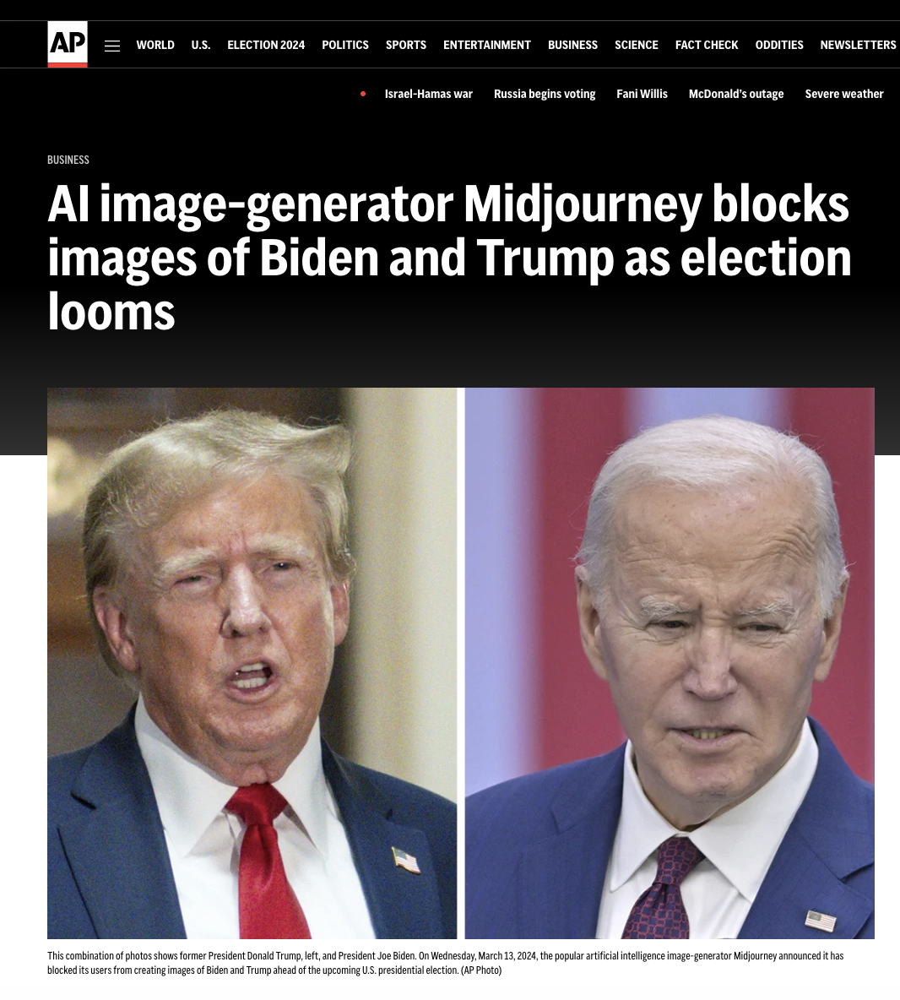 AP
WORLD U.S. ELECTION 2024 POLITICS SPORTS ENTERTAINMENT BUSINESS SCIENCE FACT CHECK ODDITIES NEWSLETTERS
Israel-Hamas war Russia begins voting Fani Willis McDonald’s outage Severe weather
BUSINESS
AI image-generator Midjourney blocks
images of Biden and Trump as election
looms
This combination of photos shows former President Donald Trump, left, and President Joe Biden. On Wednesday, March 13, 2024, the popular artificial intelligence image-generator Midjourney announced it has
blocked its users from creating images of Biden and Trump ahead of the upcoming U.S. presidential election. (AP Photo)